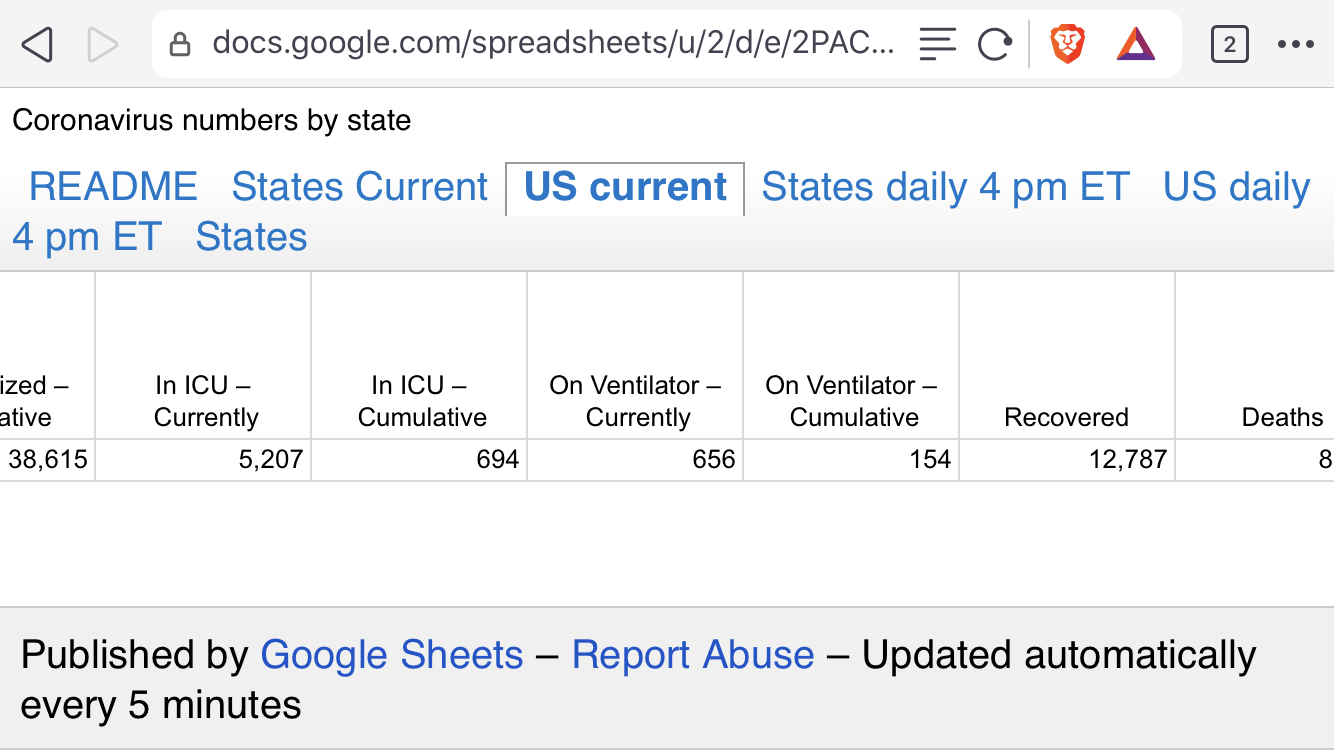 docs.google.com/spreadsheets/u/2/d/e/2PAC...
2
Coronavirus numbers by state
README States Current US current States daily 4 pm ET US daily
4 pm ET States
ized – In ICU – In ICU – On Ventilator – On Ventilator –
ative Currently Cumulative Currently Cumulative Recovered Deaths
38,615 5,207 694 656 154 12,787 8
Published by Google Sheets – Report Abuse – Updated automatically
every 5 minutes